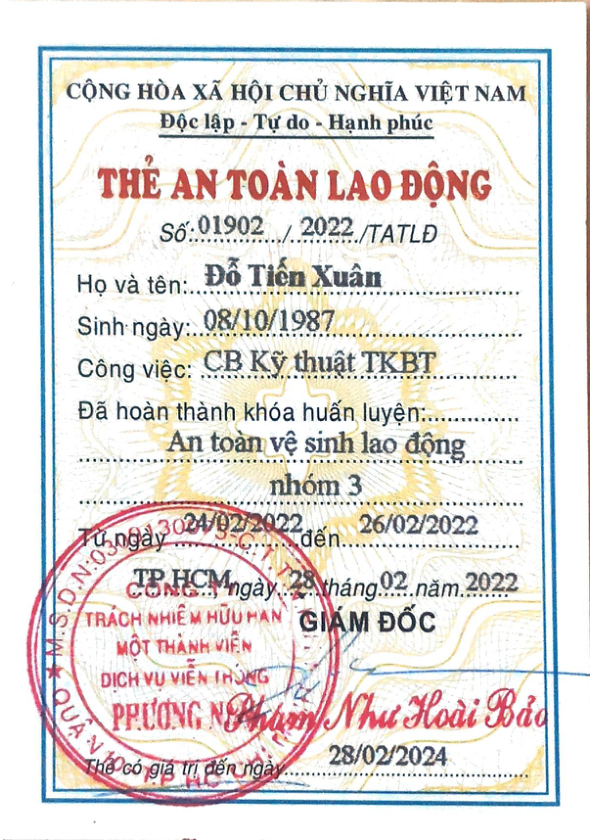 CỘNG HÒA XÃ HỘI CHỦ NGHĨA VIỆT NAM
Độc lập - Tự do - Hạnh phúc
THẺ AN TOÀN LAO ĐỘNG
Số: 01902 / 2022 /TATLĐ
Họ và tên: Đỗ Tiến Xuân
Sinh ngày: 08/10/1987
Công việc: CB Kỹ thuật TKBT
Đã hoàn thành khóa huấn luyện:
An toàn vệ sinh lao động
nhóm 3
Từ ngày 24/02/2022 đến 26/02/2022
TP.HCM, ngày 28 tháng 02 năm 2022
GIÁM ĐỐC
M.S.D.N:
CÔNG TY
TRÁCH NHIỆM HỮU HẠN
MỘT THÀNH VIÊN
DỊCH VỤ VIỄN THÔNG
PHƯƠNG
QUẬN 10 - TP HỒ
Phạm Như Hoài Bảo
Thẻ có giá trị đến ngày 28/02/2024